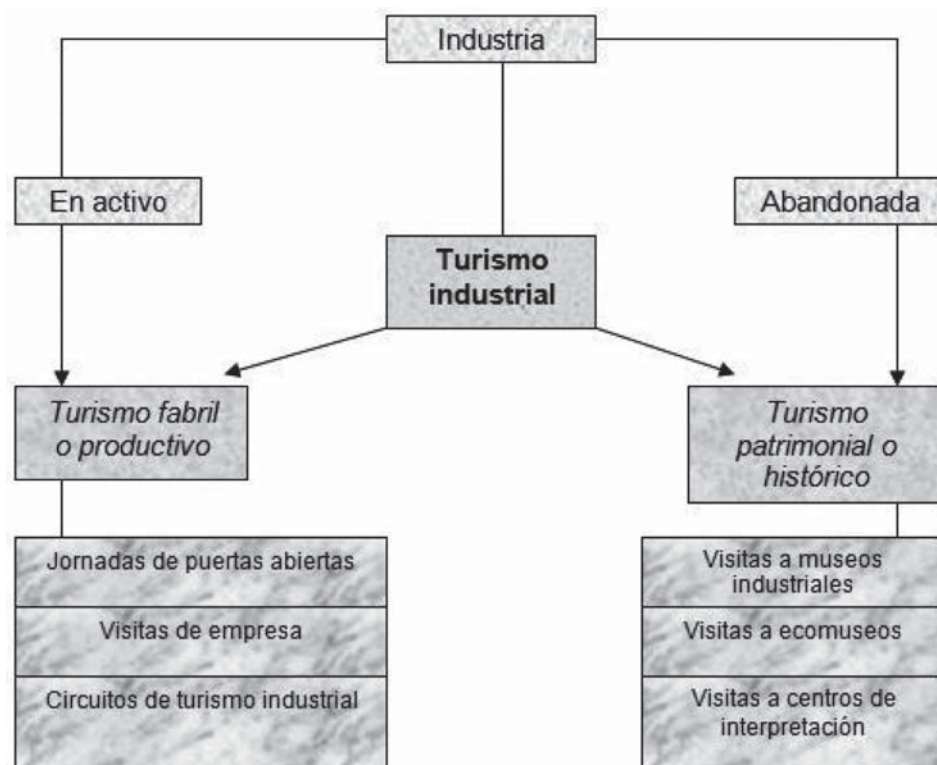 Industria
En activo
Abandonada
Turismo
industrial
Turismo fabril
o productivo
Turismo
patrimonial o
histórico
Jornadas de puertas abiertas
Visitas de empresa
Circuitos de turismo industrial
Visitas a museos
industriales
Visitas a ecomuseos
Visitas a centros de
interpretación